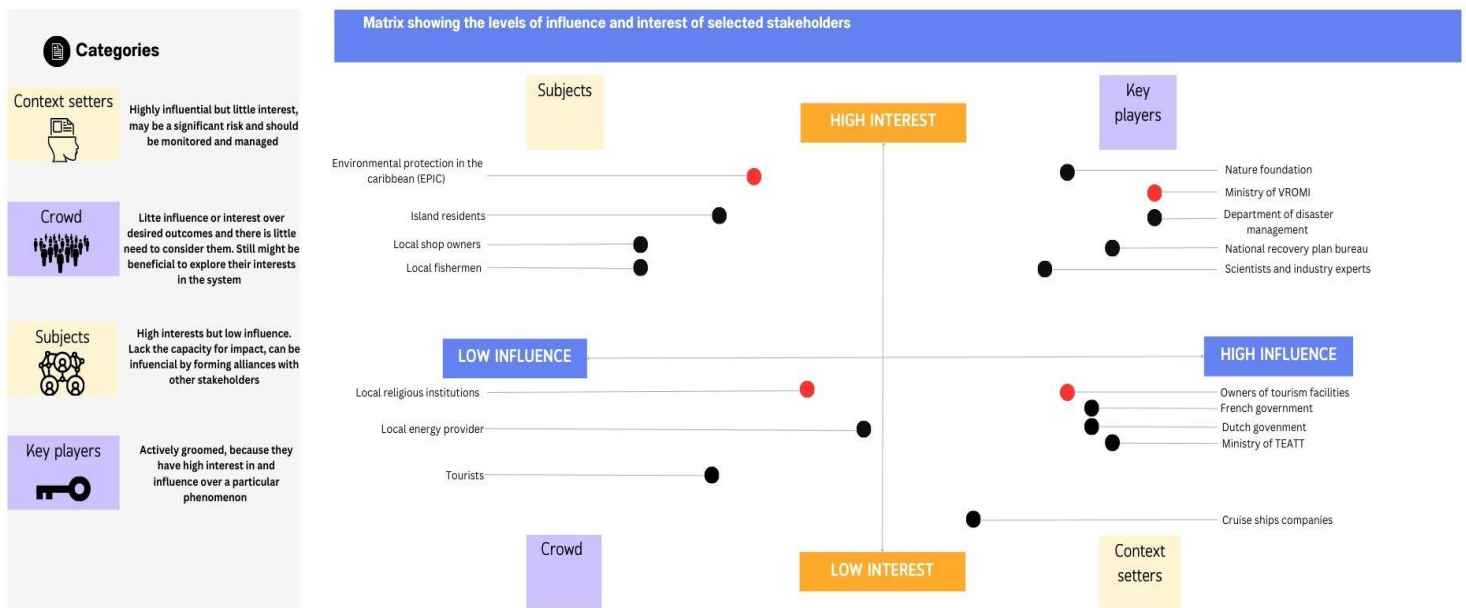 Categories
Context setters
Highly influential but little interest,
may be a significant risk and should
be monitored and managed
Crowd
Litte influence or interest over
desired outcomes and there is little
need to consider them. Still might be
beneficial to explore their interests
in the system
Subjects
High interests but low influence.
Lack the capacity for impact, can be
infuencial by forming alliances with
other stakeholders
Key players
Actively groomed, because they
have high interest in and
influence over a particular
phenomenon
Matrix showing the levels of influence and interest of selected stakeholders
Subjects
HIGH INTEREST
Key
players
Environmental protection in the
caribbean (EPIC)
Island residents
Local shop owners
Local fishermen
Nature foundation
Ministry of VROMI
Department of disaster
management
National recovery plan bureau
Scientists and industry experts
LOW INFLUENCE
HIGH INFLUENCE
Local religious institutions
Local energy provider
Tourists
Owners of tourism facilities
French government
Dutch govenment
Ministry of TEATT
Cruise ships companies
Crowd
LOW INTEREST
Context
setters